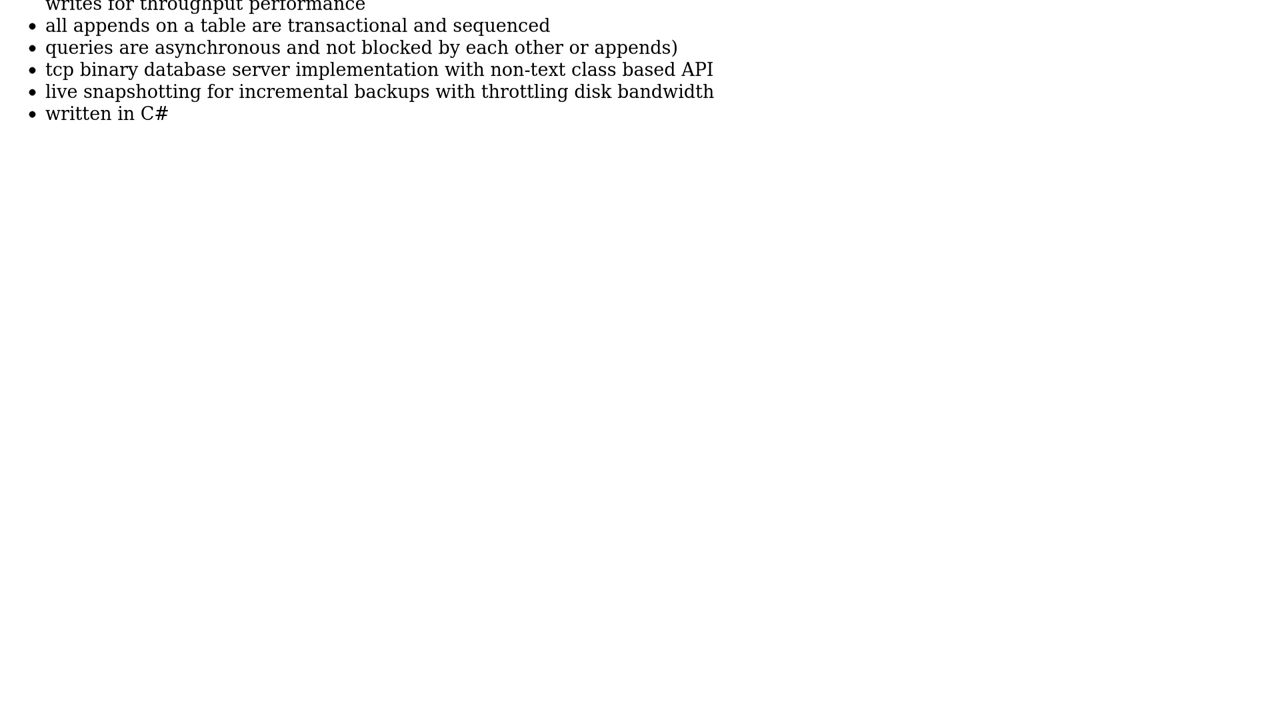 writes for throughput performance
all appends on a table are transactional and sequenced
queries are asynchronous and not blocked by each other or appends)
tcp binary database server implementation with non-text class based API
live snapshotting for incremental backups with throttling disk bandwidth
written in C#